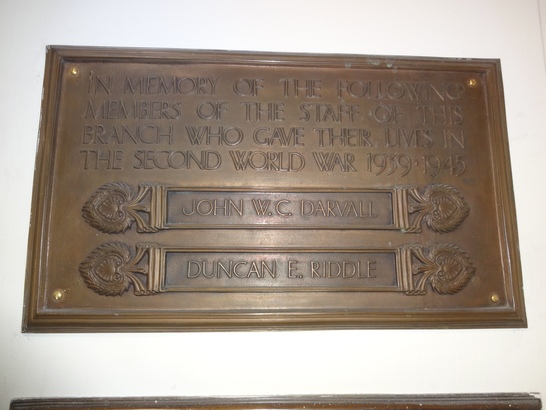 IN MEMORY OF THE FOLLOWING
MEMBERS OF THE STAFF OF THIS
BRANCH WHO GAVE THEIR LIVES IN
THE SECOND WORLD WAR 1939·1945
JOHN W. C. DARVALL
DUNCAN E. RIDDLE